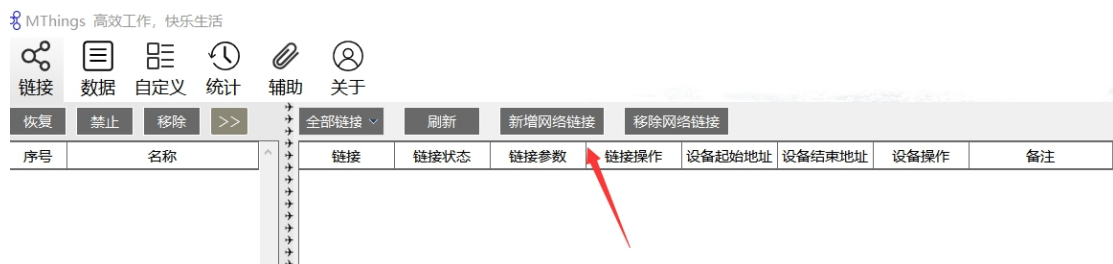 MThings 高效工作，快乐生活
链接 数据 自定义 统计 辅助 关于
恢复 禁止 移除 >> 全部链接 刷新 新增网络链接 移除网络链接
序号 名称 链接 链接状态 链接参数 链接操作 设备起始地址 设备结束地址 设备操作 备注